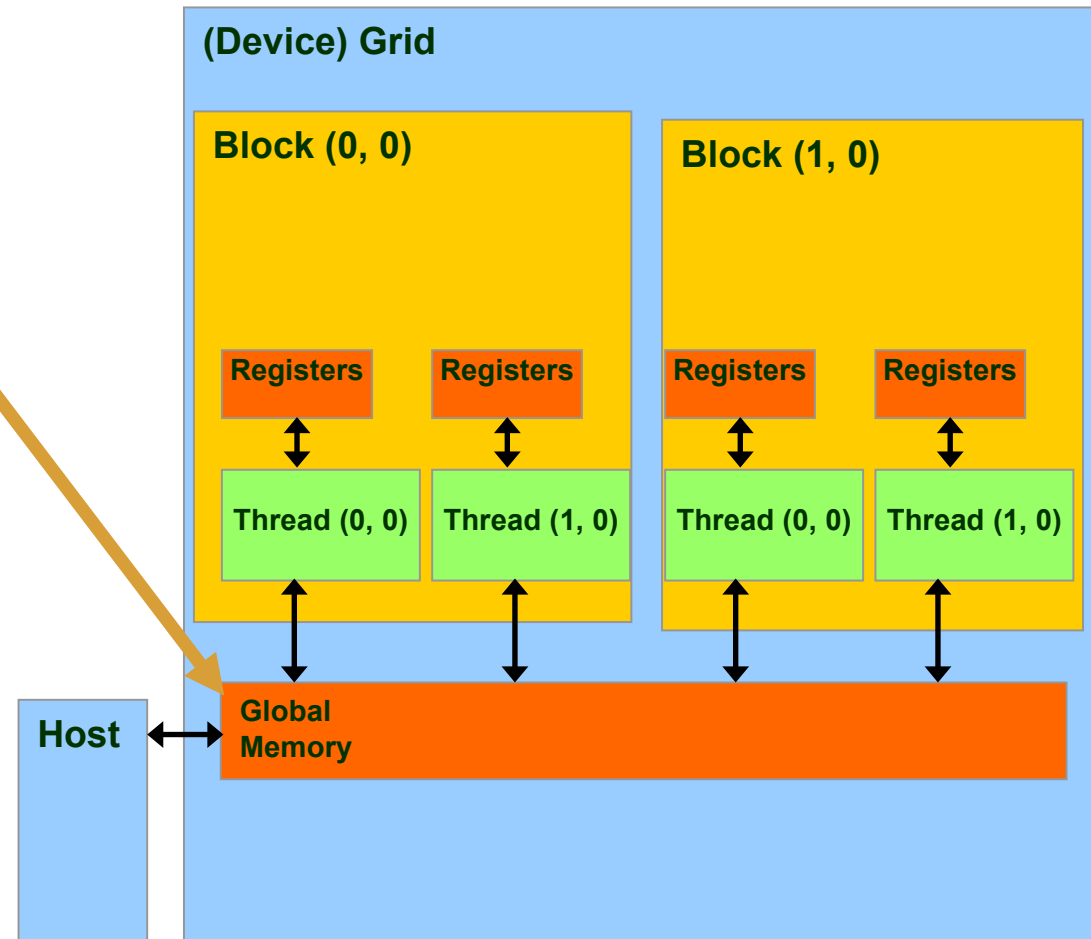 (Device) Grid
Block (0, 0)
Block (1, 0)
Registers
Registers
Registers
Registers
Thread (0, 0)
Thread (1, 0)
Thread (0, 0)
Thread (1, 0)
Host
Global
Memory